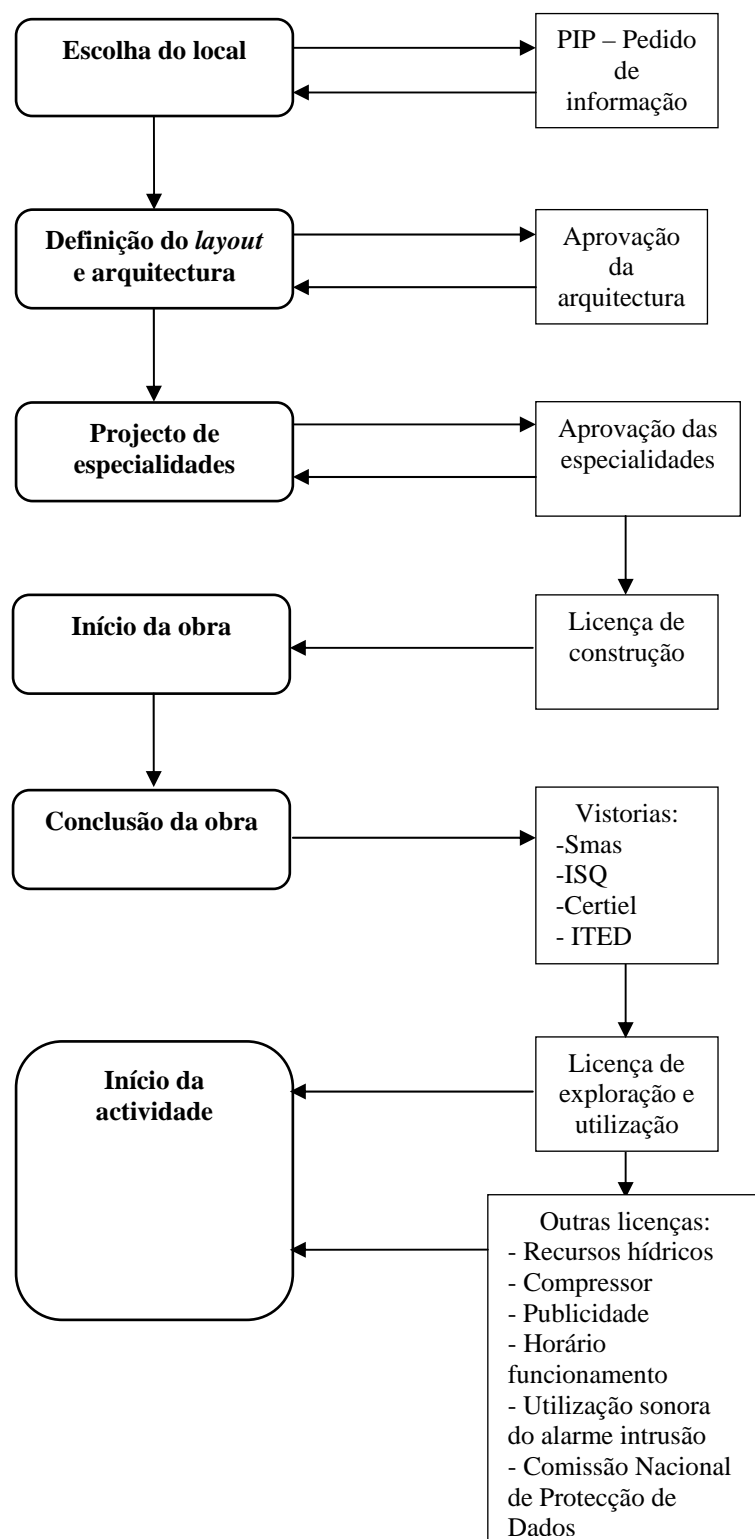 Escolha do local
PIP – Pedido
de
informação
Definição do layout
e arquitectura
Aprovação
da
arquitectura
Projecto de
especialidades
Aprovação das
especialidades
Início da obra
Licença de
construção
Conclusão da obra
Vistorias:
-Smas
-ISQ
-Certiel
- ITED
Início da
actividade
Licença de
exploração e
utilização
Outras licenças:
- Recursos hídricos
- Compressor
- Publicidade
- Horário
funcionamento
- Utilização sonora
do alarme intrusão
- Comissão Nacional
de Protecção de
Dados